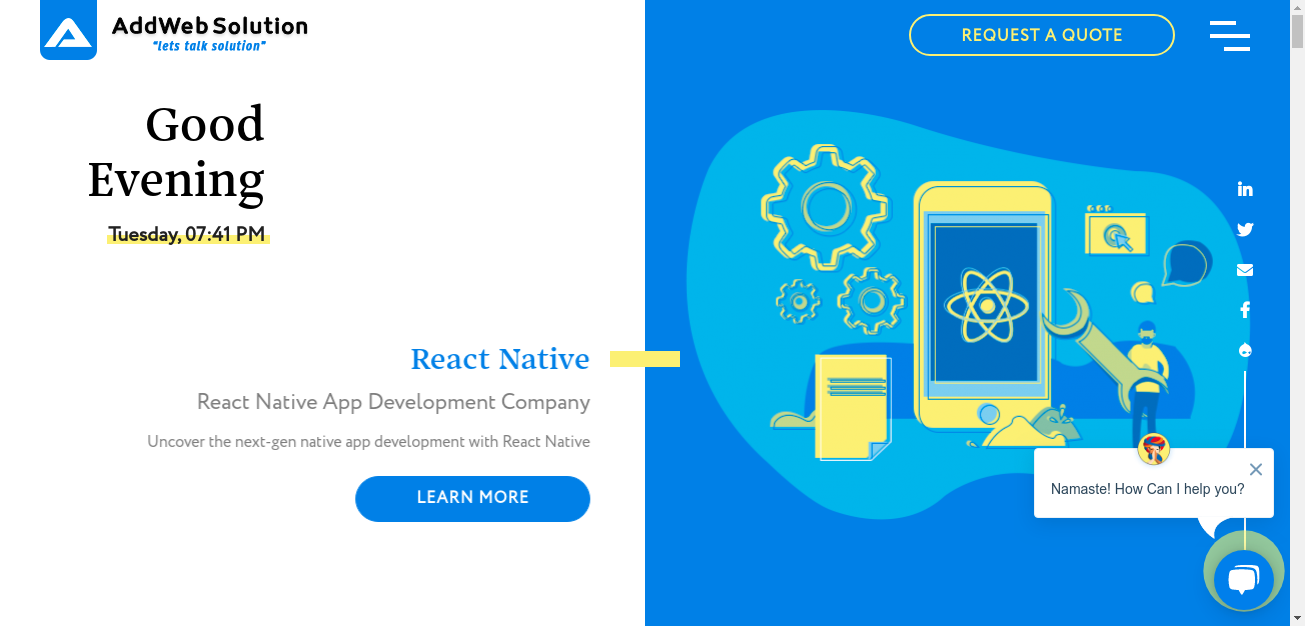 AddWeb Solution
"lets talk solution"
REQUEST A QUOTE
Good
Evening
Tuesday, 07:41 PM
React Native
React Native App Development Company
Uncover the next-gen native app development with React Native
LEARN MORE
Namaste! How Can I help you?